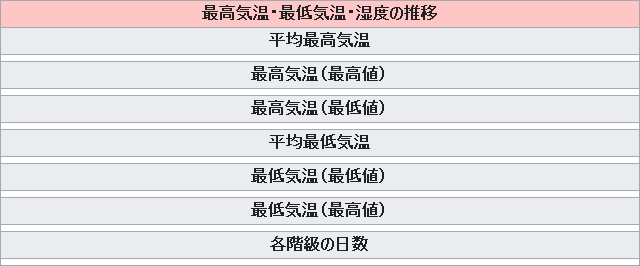 最高気温・最低気温・湿度の推移
平均最高気温
最高気温（最高値）
最高気温（最低値）
平均最低気温
最低気温（最低値）
最低気温（最高値）
各階級の日数